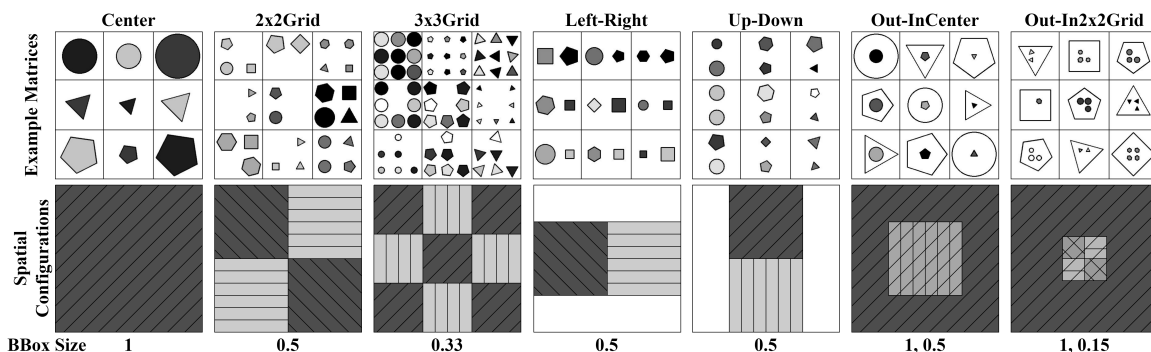 Center 2x2Grid 3x3Grid Left-Right Up-Down Out-InCenter Out-In2x2Grid
Example Matrices
Spatial
Configurations
BBox Size 1 0.5 0.33 0.5 0.5 1, 0.5 1, 0.15